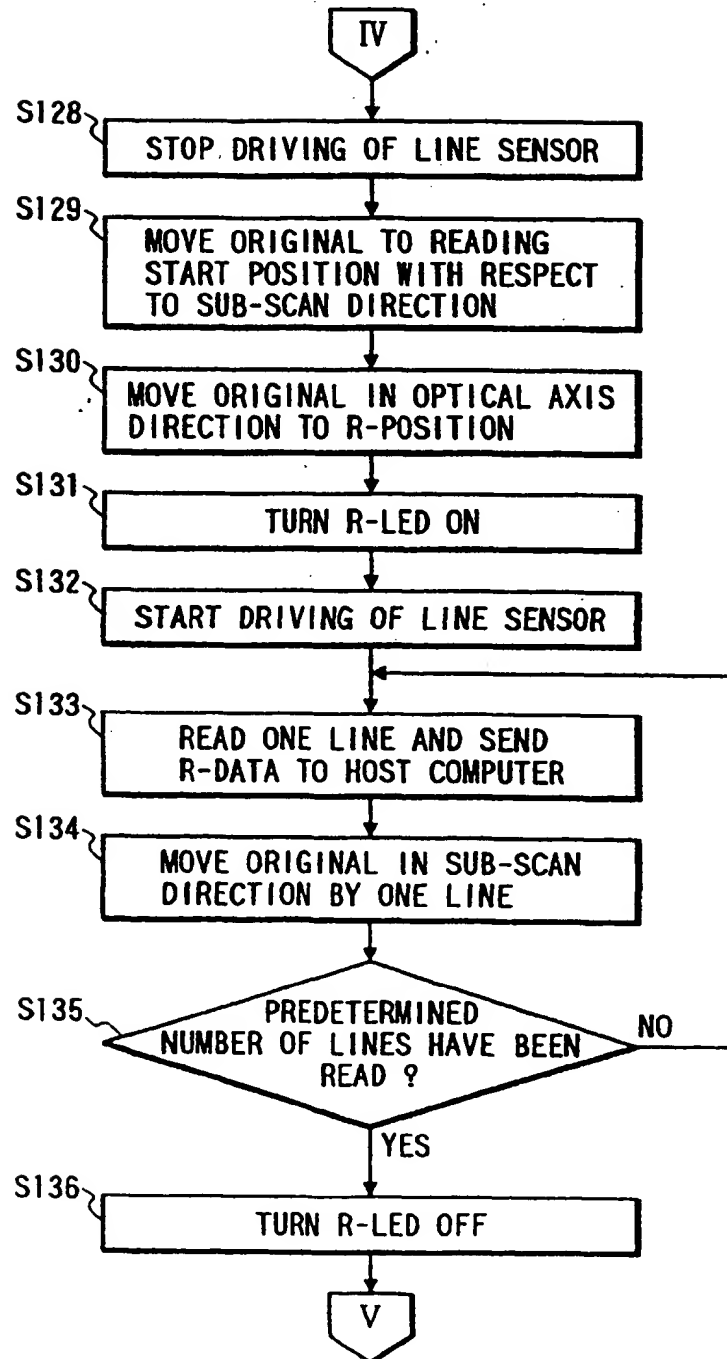 IV
S128
STOP DRIVING OF LINE SENSOR
S129
MOVE ORIGINAL TO READING
START POSITION WITH RESPECT
TO SUB-SCAN DIRECTION
S130
MOVE ORIGINAL IN OPTICAL AXIS
DIRECTION TO R-POSITION
S131
TURN R-LED ON
S132
START DRIVING OF LINE SENSOR
S133
READ ONE LINE AND SEND
R-DATA TO HOST COMPUTER
S134
MOVE ORIGINAL IN SUB-SCAN
DIRECTION BY ONE LINE
S135
PREDETERMINED
NUMBER OF LINES HAVE BEEN
READ ?
NO
YES
S136
TURN R-LED OFF
V